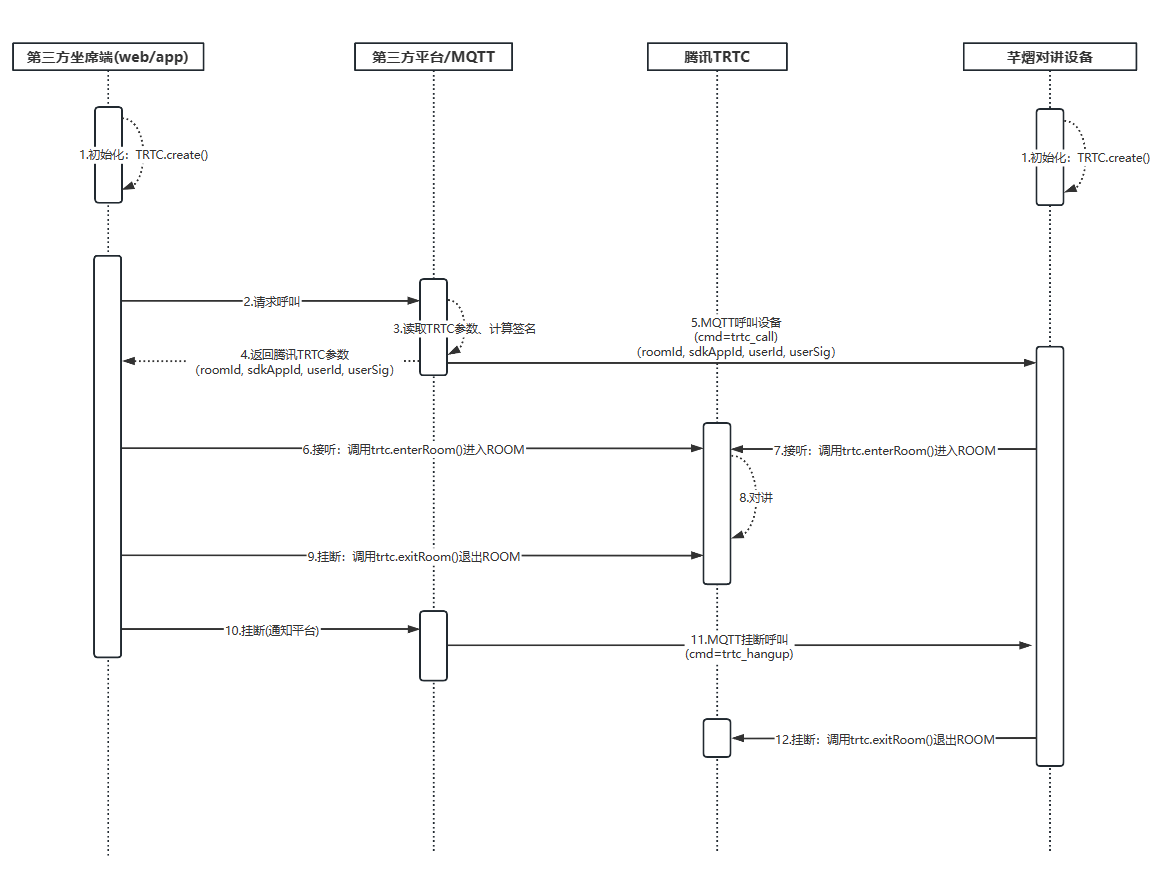 第三方坐席端(web/app)
第三方平台/MQTT
腾讯TRTC
芊熠对讲设备
1.初始化：TRTC.create()
1.初始化：TRTC.create()
2.请求呼叫
3.读取TRTC参数、计算签名
4.返回腾讯TRTC参数
(roomId, sdkAppId, userId, userSig)
5.MQTT呼叫设备
(cmd=trtc_call)
(roomId, sdkAppId, userId, userSig)
6.接听：调用trtc.enterRoom()进入ROOM
7.接听：调用trtc.enterRoom()进入ROOM
8.对讲
9.挂断：调用trtc.exitRoom()退出ROOM
10.挂断(通知平台)
11.MQTT挂断呼叫
(cmd=trtc_hangup)
12.挂断：调用trtc.exitRoom()退出ROOM